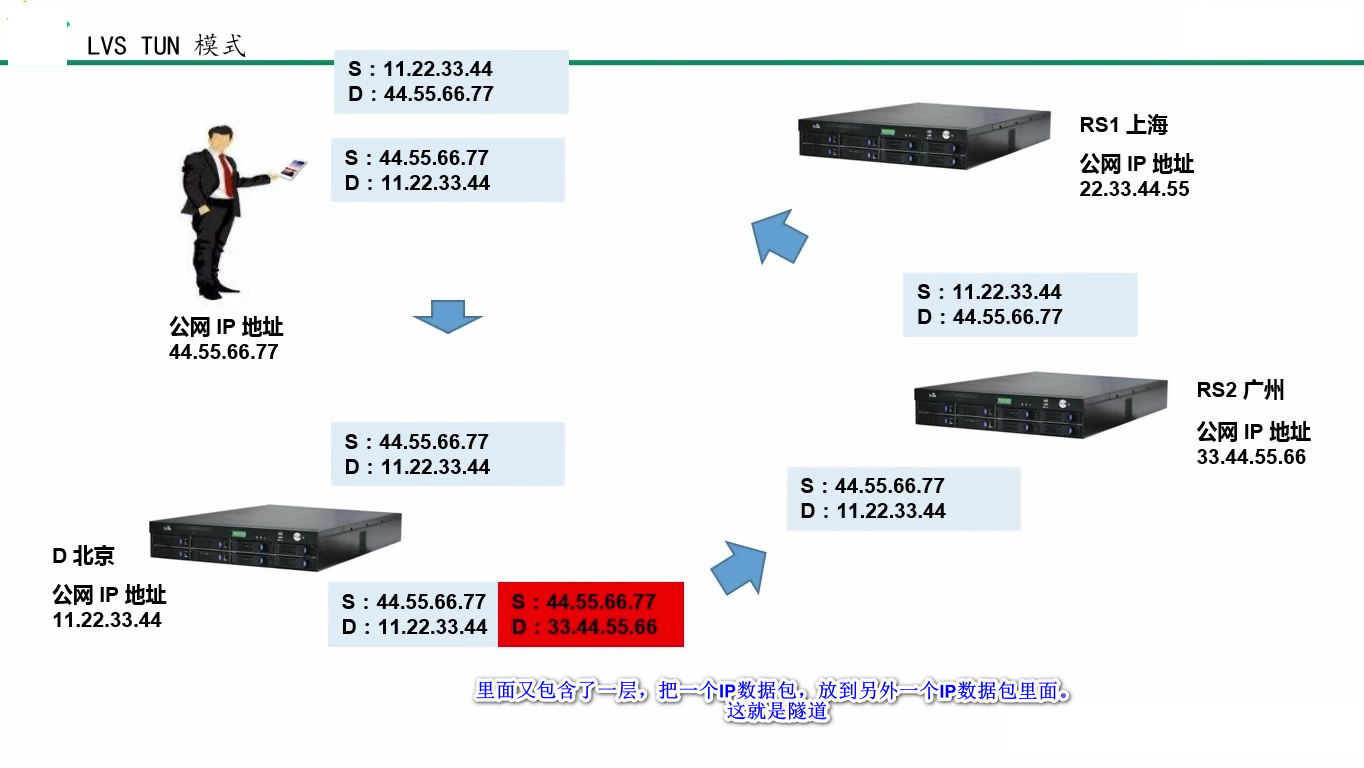 LVS TUN 模式
S：11.22.33.44
D：44.55.66.77
S：44.55.66.77
D：11.22.33.44
公网 IP 地址
44.55.66.77
RS1 上海
公网 IP 地址
22.33.44.55
S：11.22.33.44
D：44.55.66.77
RS2 广州
公网 IP 地址
33.44.55.66
S：44.55.66.77
D：11.22.33.44
S：44.55.66.77
D：11.22.33.44
D 北京
公网 IP 地址
11.22.33.44
S：44.55.66.77
D：11.22.33.44
S：44.55.66.77
D：33.44.55.66
里面又包含了一层，把一个IP数据包，放到另外一个IP数据包里面。
这就是隧道